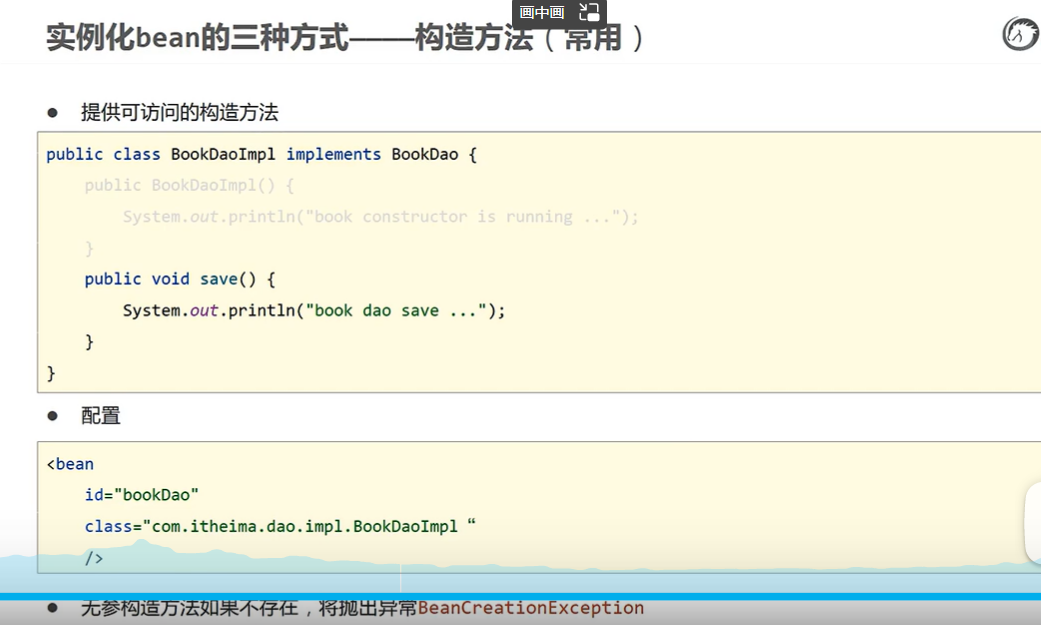 画中画
实例化bean的三种方式——构造方法（常用）
● 提供可访问的构造方法
public class BookDaoImpl implements BookDao {
    public BookDaoImpl() {
        System.out.println("book constructor is running ...");
    }
    public void save() {
        System.out.println("book dao save ...");
    }
}
● 配置
<bean
    id="bookDao"
    class="com.itheima.dao.impl.BookDaoImpl “
    />
● 无参构造方法如果不存在，将抛出异常BeanCreationException